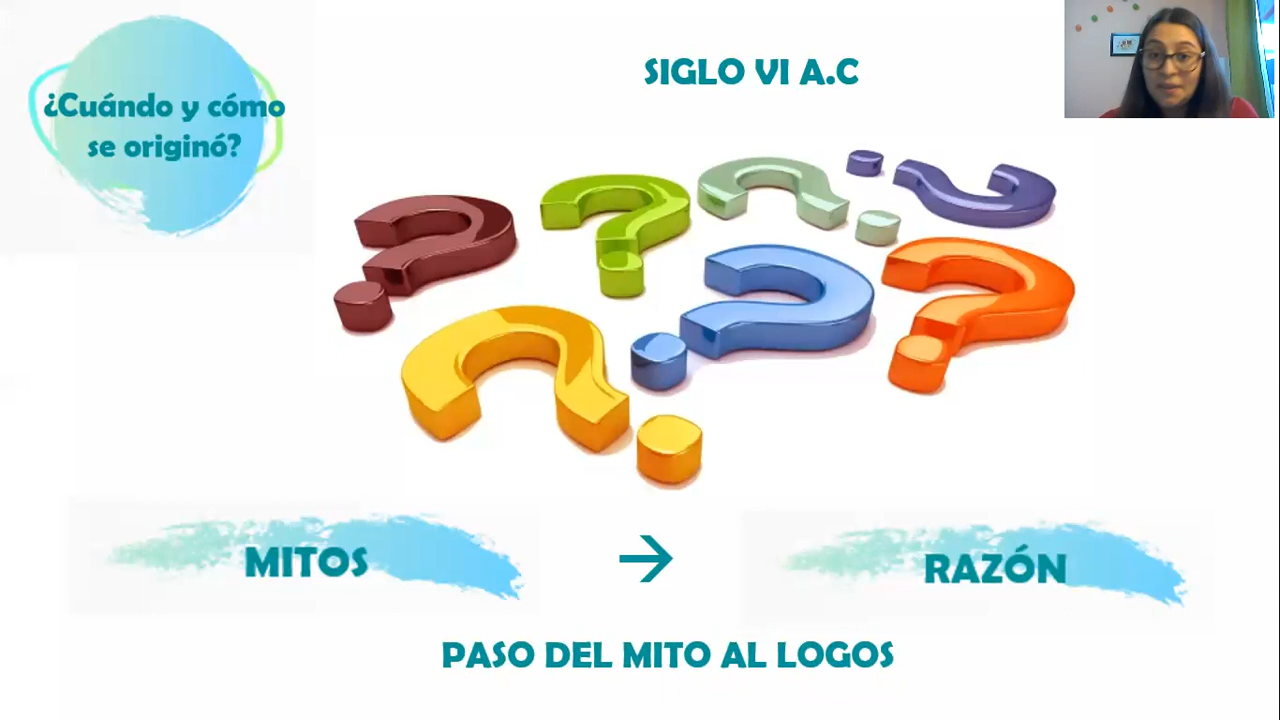 ¿Cuándo y cómo
se originó?
SIGLO VI A.C
MITOS
→
RAZÓN
PASO DEL MITO AL LOGOS